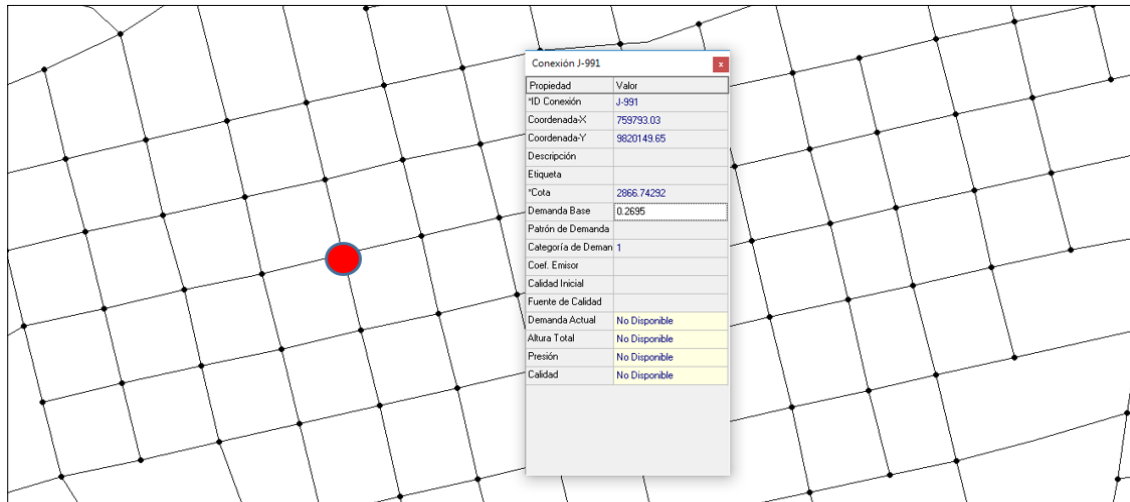 Conexión J-991
x
Propiedad Valor
*ID Conexión J-991
Coordenada-X 759793.03
Coordenada-Y 9820149.65
Descripción
Etiqueta
*Cota 2866.74292
Demanda Base 0.2695
Patrón de Demanda
Categoría de Deman 1
Coef. Emisor
Calidad Inicial
Fuente de Calidad
Demanda Actual No Disponible
Altura Total No Disponible
Presión No Disponible
Calidad No Disponible